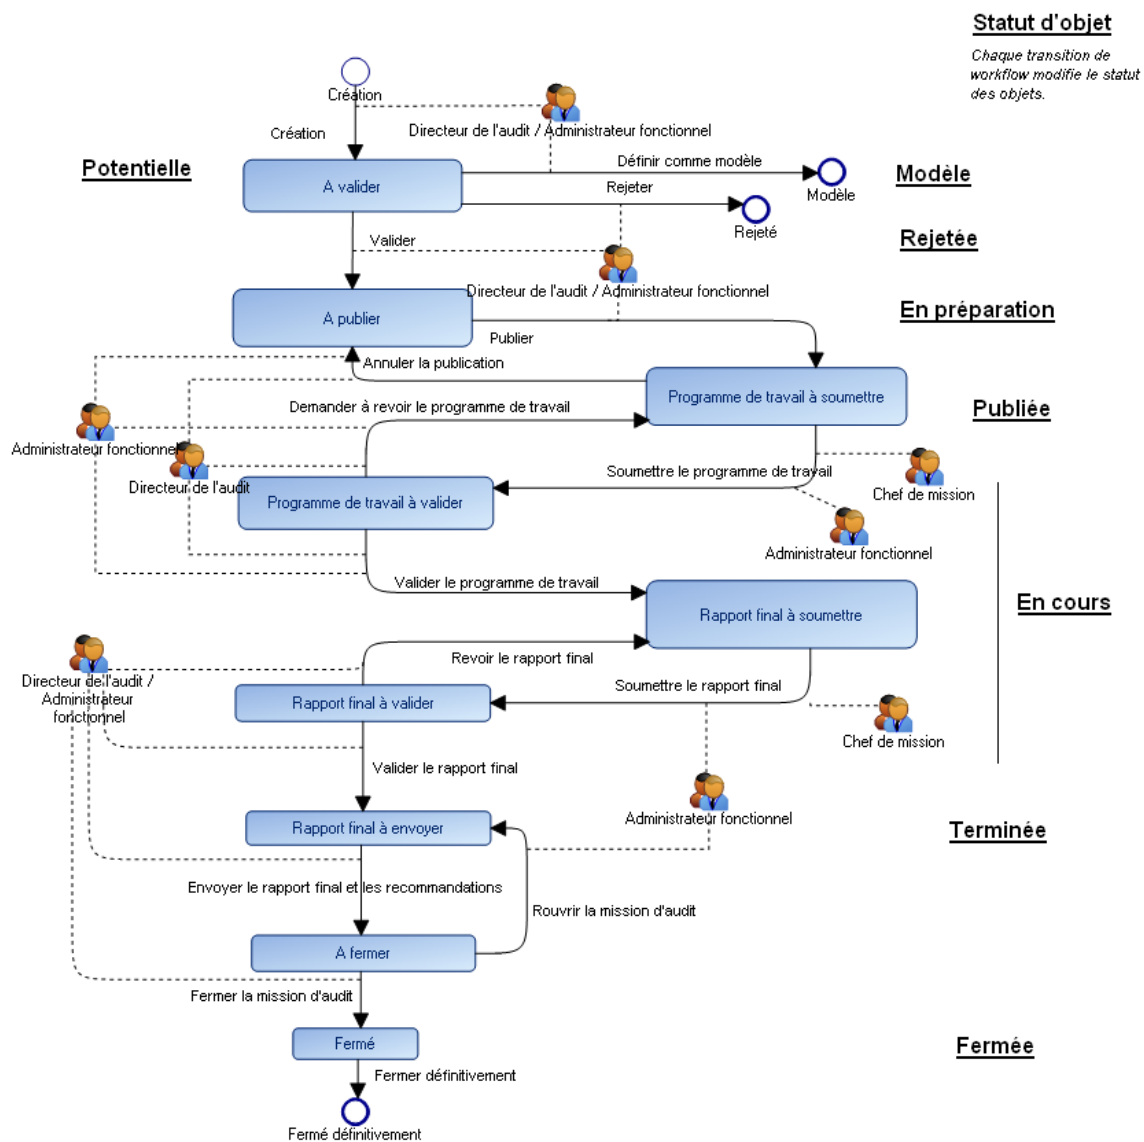 Statut d'objet
Chaque transition de
workflow modifie le statut
des objets.
Création
Directeur de l'audit / Administrateur fonctionnel
Création
Potentielle
Définir comme modèle
A valider
Rejeter
Modèle
Modèle
Rejeté
Rejetée
Valider
Directeur de l'audit / Administrateur fonctionnel
En préparation
A publier
Publier
Annuler la publication
Programme de travail à soumettre
Demander à revoir le programme de travail
Publiée
Administrateur fonctionnel
Soumettre le programme de travail
Directeur de l'audit
Chef de mission
Programme de travail à valider
Administrateur fonctionnel
Valider le programme de travail
En cours
Rapport final à soumettre
Revoir le rapport final
Directeur de l'audit /
Administrateur
fonctionnel
Soumettre le rapport final
Rapport final à valider
Chef de mission
Valider le rapport final
Administrateur fonctionnel
Rapport final à envoyer
Terminée
Envoyer le rapport final et les recommandations
Rouvrir la mission d'audit
A fermer
Fermer la mission d'audit
Fermé
Fermée
Fermer définitivement
Fermé définitivement